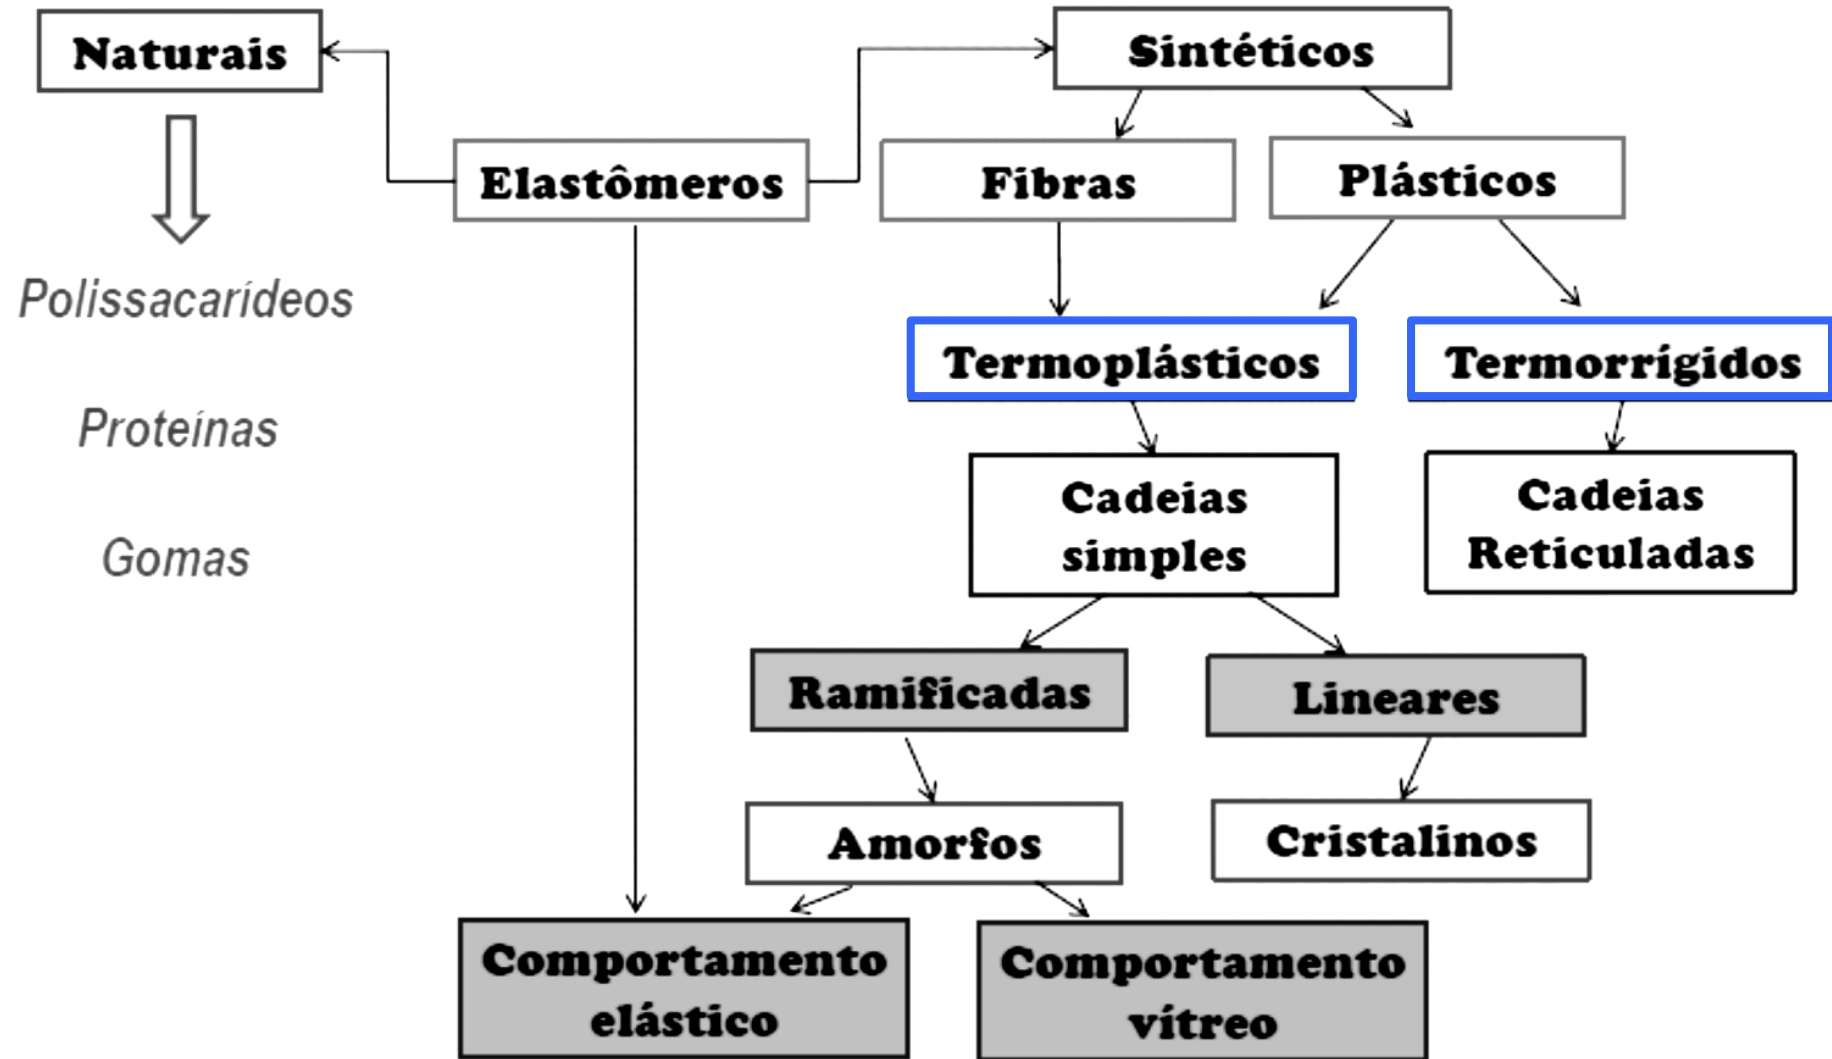 Naturais
Sintéticos
Elastômeros
Fibras
Plásticos
Polissacarídeos
Proteínas
Gomas
Termoplásticos
Termorrígidos
Cadeias
simples
Cadeias
Reticuladas
Ramificadas
Lineares
Amorfos
Cristalinos
Comportamento
elástico
Comportamento
vítreo